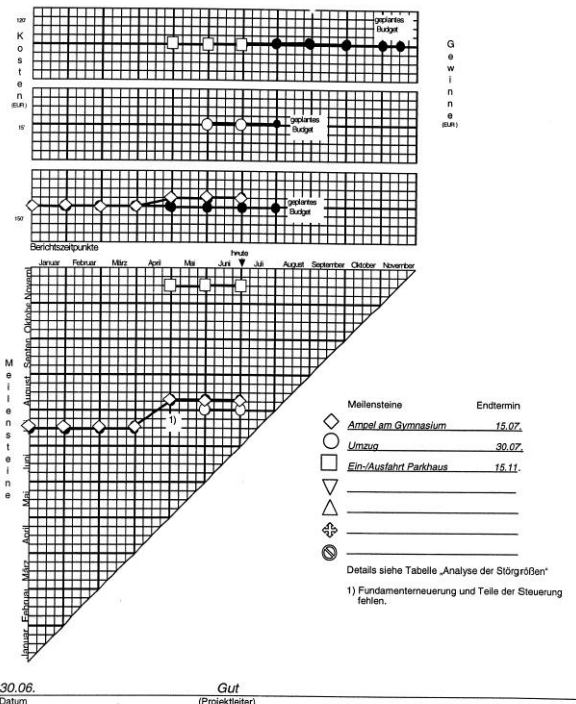 120'
Kosten
(EUR)
geplantes
Budget
Gewinne
(EUR)
15'
geplantes
Budget
150'
geplantes
Budget
Berichtszeitpunkte
heute
Januar Februar März April Mai Juni Juli August September Oktober November
Meilensteine
Novem
Oktober
Septem
August
Juni
Mai
April
März
Februar
Januar
1)
Meilensteine Endtermin
Ampel am Gymnasium 15.07.
Umzug 30.07.
Ein-/Ausfahrt Parkhaus 15.11.
Details siehe Tabelle „Analyse der Störgrößen“
1) Fundamenterneuerung und Teile der Steuerung
fehlen.
30.06. Gut
Datum (Projektleiter)